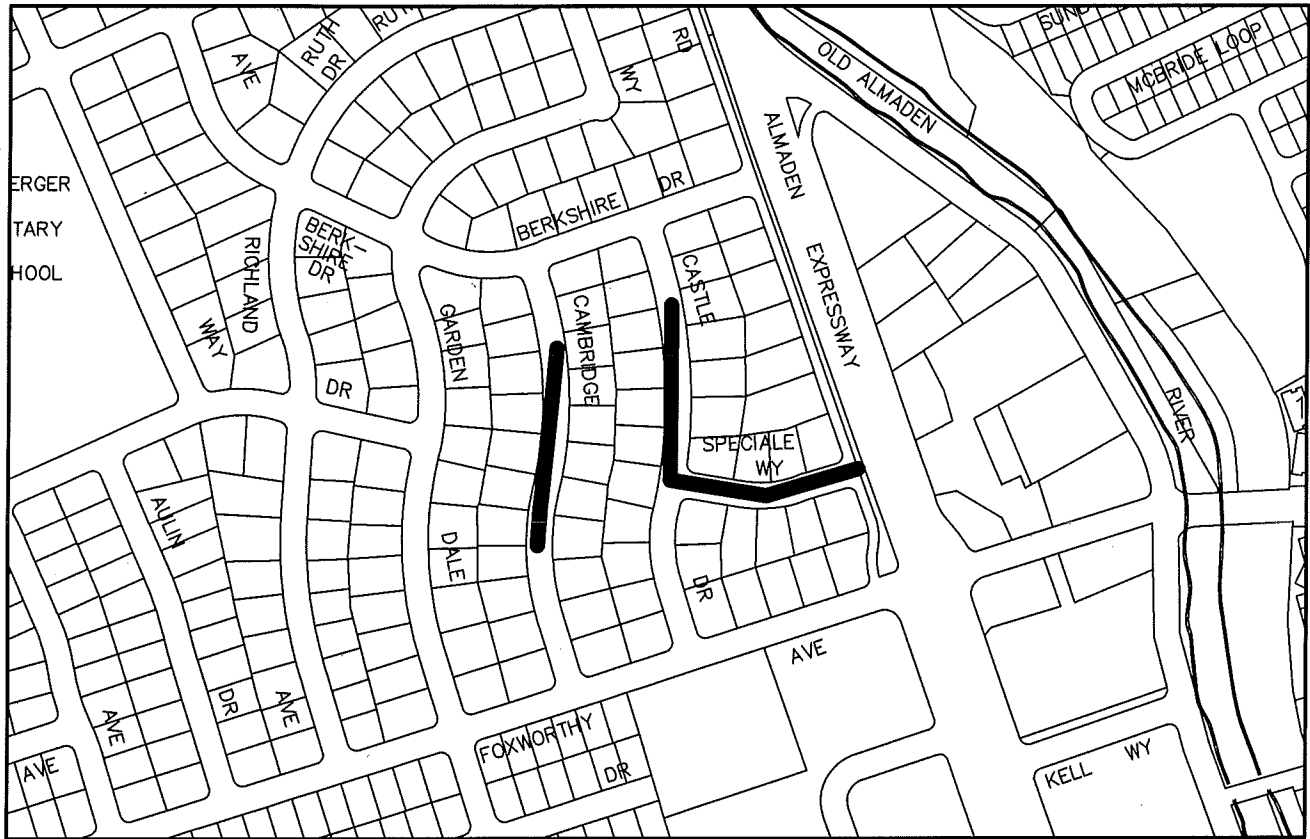 RUTH
DR
AVE
RD
WY
OLD ALMADEN
MCBRIDE LOOP
ERGER
TARY
HOOL
ALMADEN
EXPRESSWAY
RIVER
BERKSHIRE
DR
BERK-
SHIRE
DR
RICHLAND
WAY
DR
GARDEN
DALE
CAMBRIDGE
CASTLE
DR
SPECIALE
WY
AULIN
DR
AVE
AVE
AVE
FOXWORTHY
AVE
DR
KELL WY